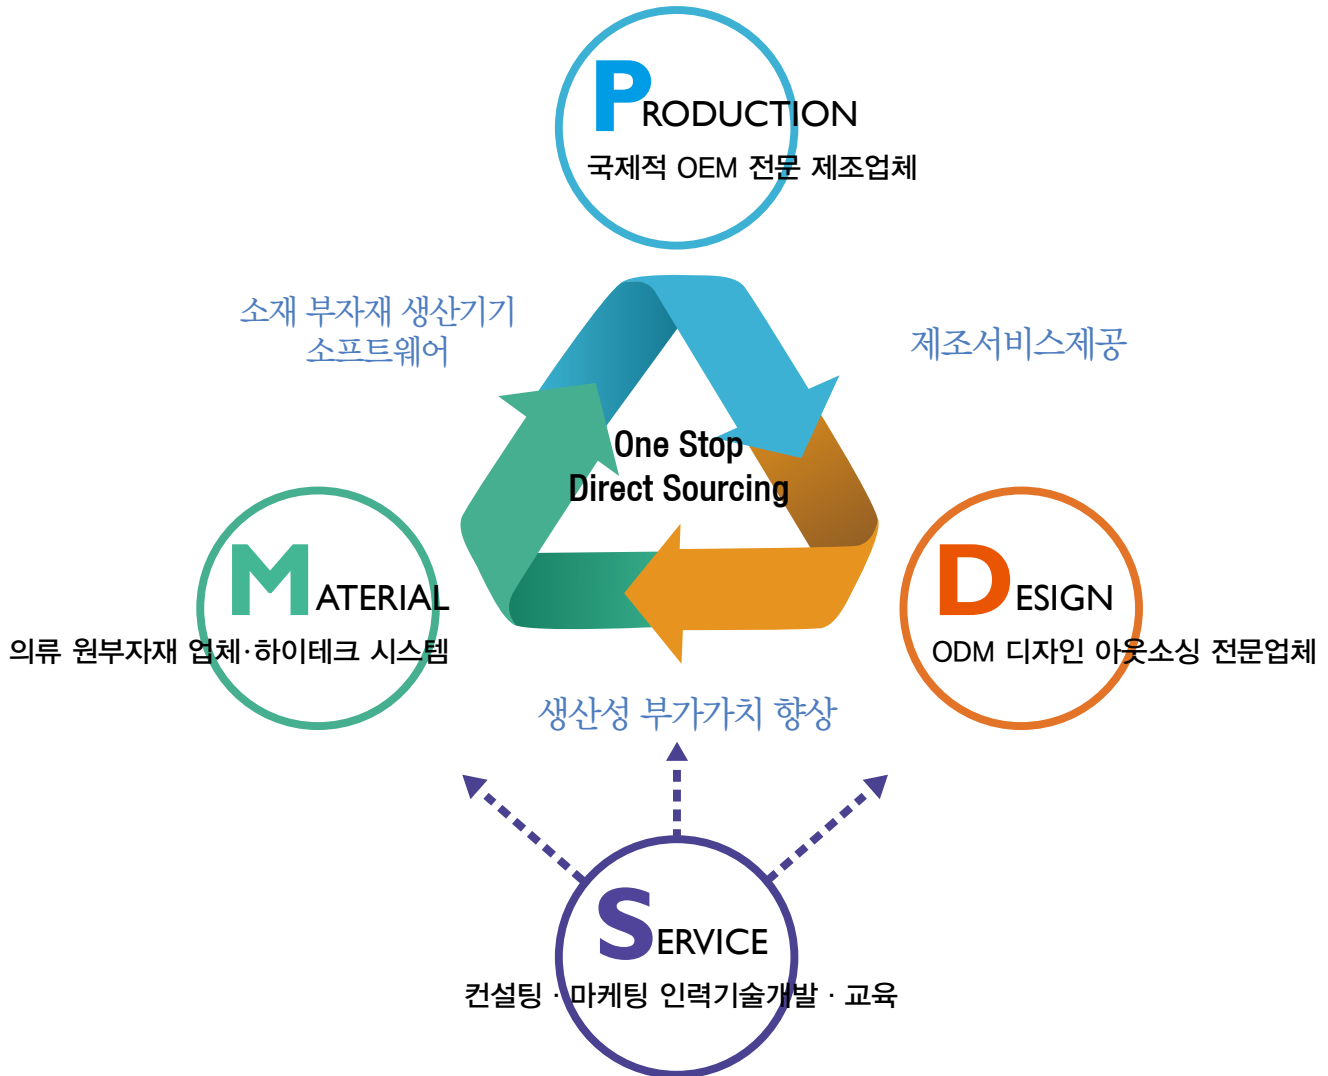 PRODUCTION
국제적 OEM 전문 제조업체
소재 부자재 생산기기
소프트웨어
제조서비스제공
One Stop
Direct Sourcing
MATERIAL
의류 원부자재 업체·하이테크 시스템
DESIGN
ODM 디자인 아웃소싱 전문업체
생산성 부가가치 향상
SERVICE
컨설팅 · 마케팅 인력기술개발 · 교육